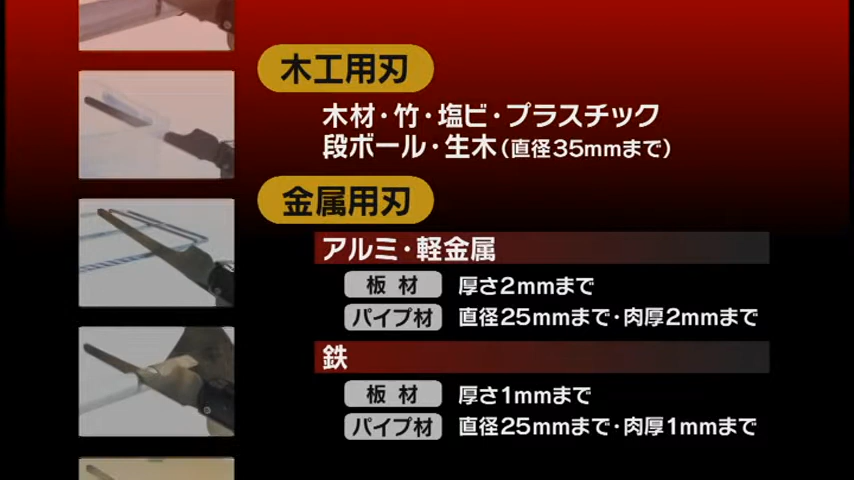 木工用刃
木材・竹・塩ビ・プラスチック
段ボール・生木(直径35mmまで)
金属用刃
アルミ・軽金属
板材 厚さ2mmまで
パイプ材 直径25mmまで・肉厚2mmまで
鉄
板材 厚さ1mmまで
パイプ材 直径25mmまで・肉厚1mmまで